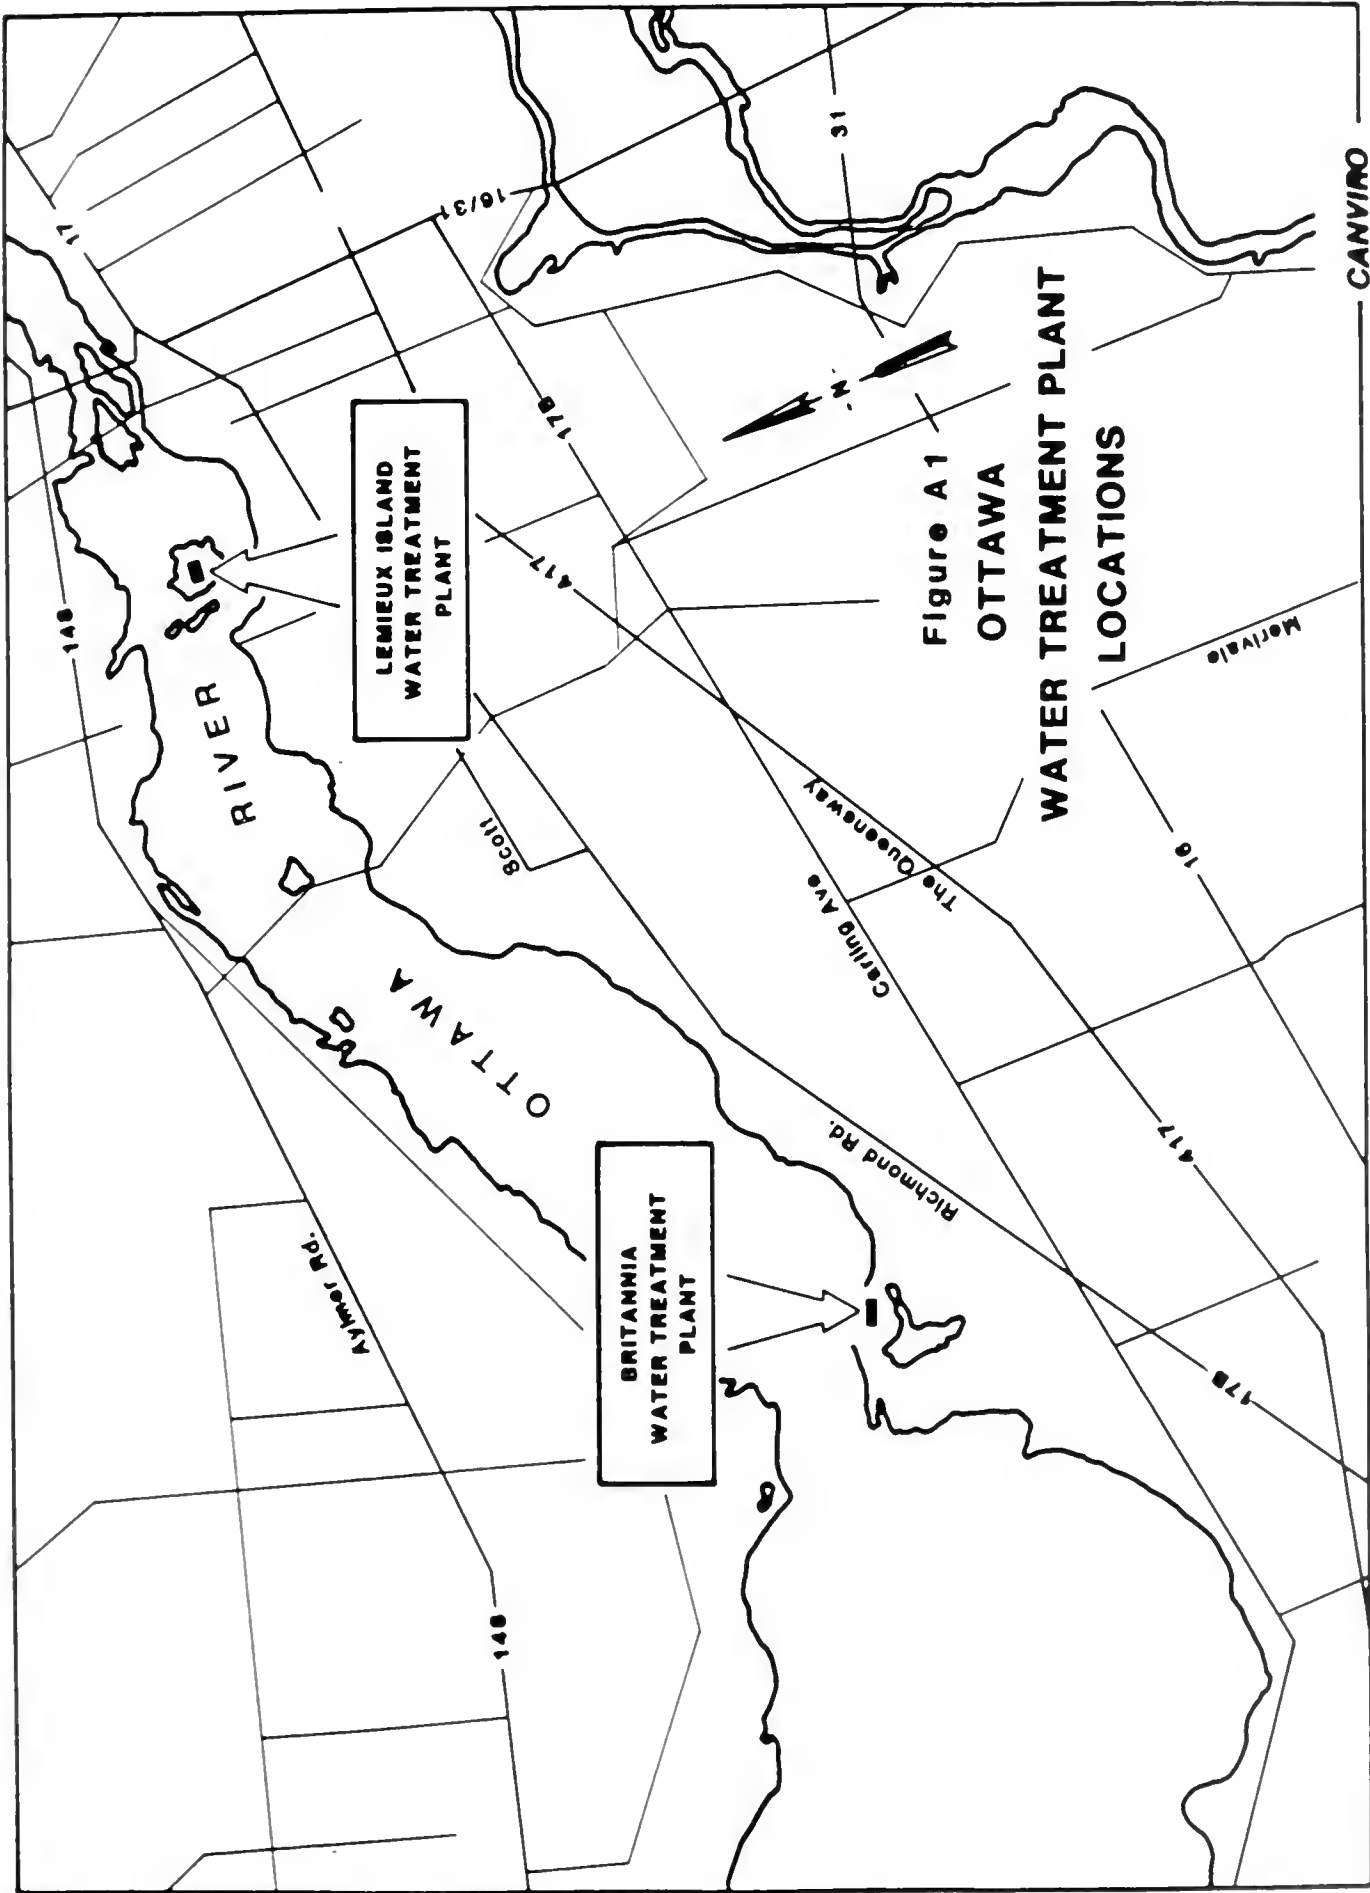 Figure A1
OTTAWA
WATER TREATMENT PLANT
LOCATIONS
LEMIEUX ISLAND
WATER TREATMENT
PLANT
BRITANNIA
WATER TREATMENT
PLANT
OTTAWA
RIVER
Aylmer Rd.
148
148
17
16/31
31
17B
417
Scott
Carling Ave
The Queensway
Richmond Rd.
Merivale
16
417
17B
N
CANVIRO